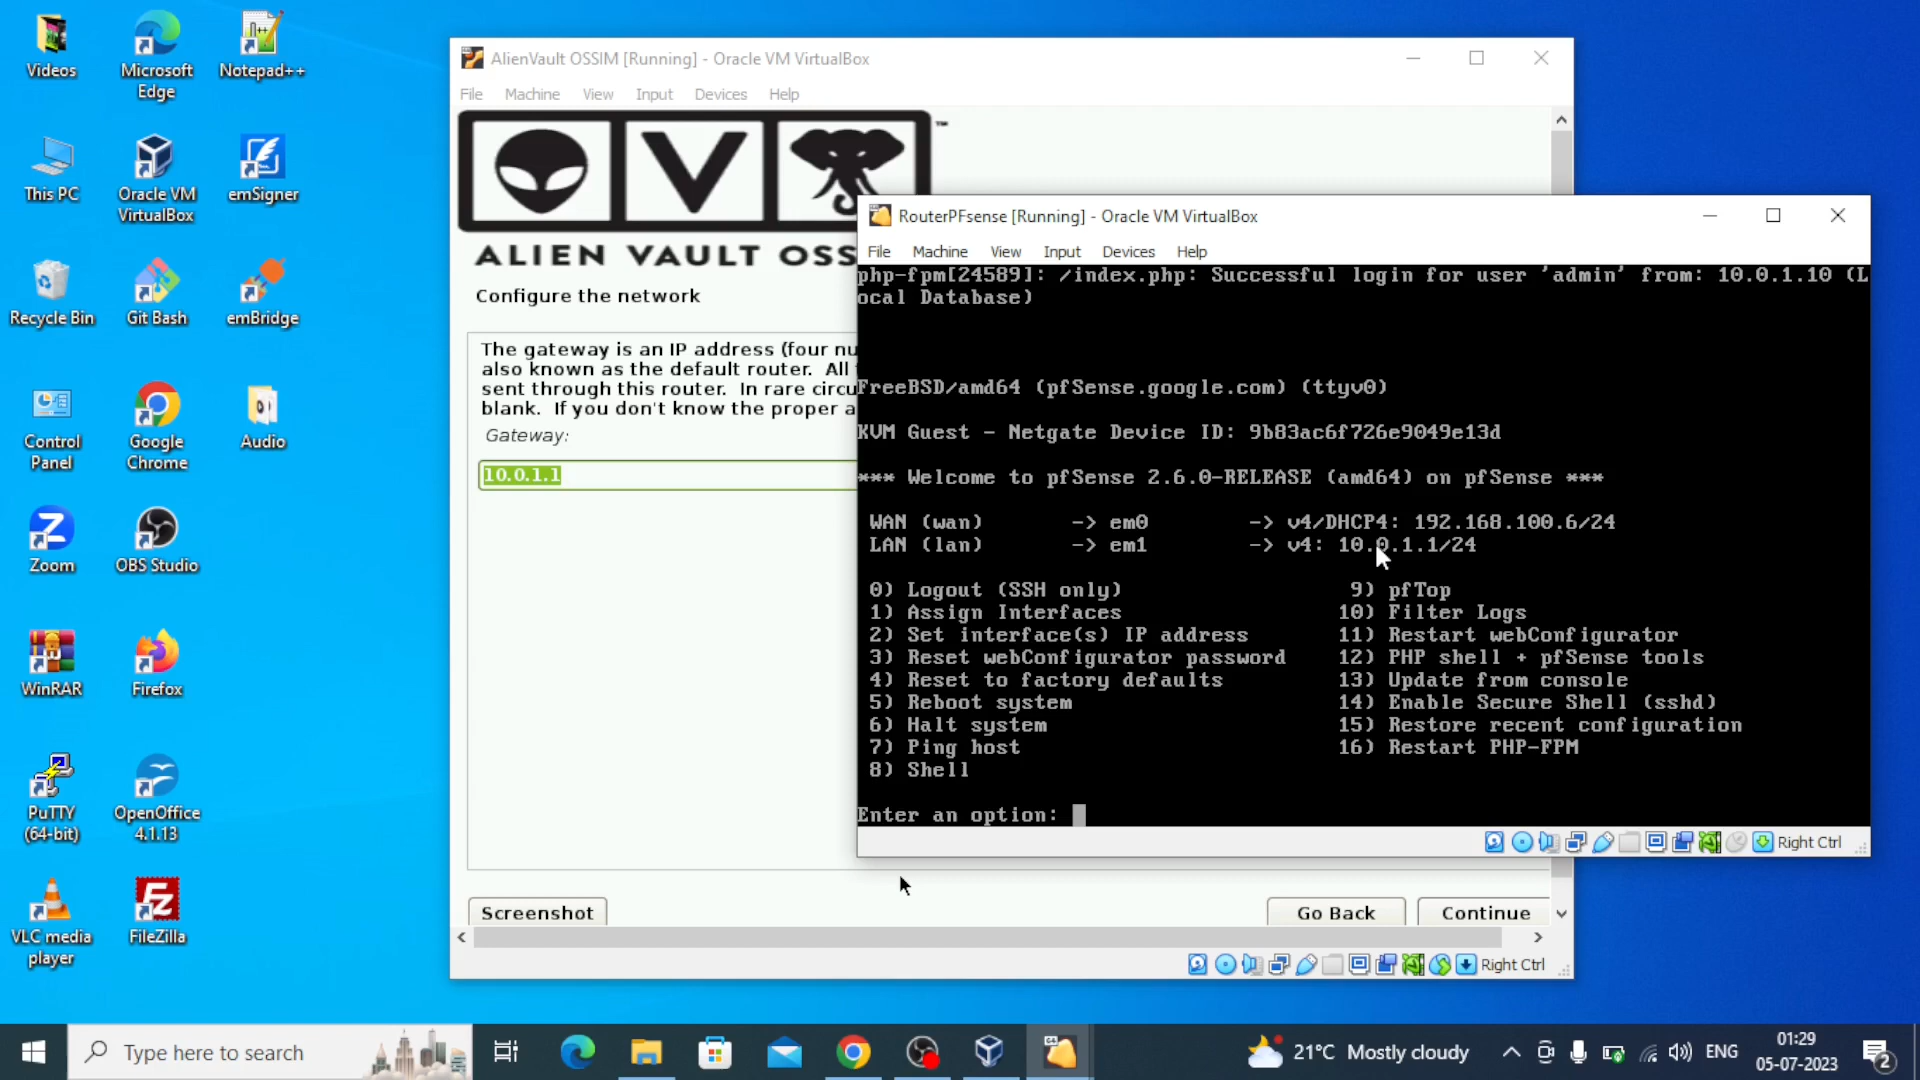 Videos
Microsoft
Edge
Notepad++
This PC
Oracle VM
VirtualBox
emSigner
Recycle Bin
Git Bash
emBridge
Control
Panel
Google
Chrome
Audio
Zoom
OBS Studio
WinRAR
Firefox
PuTTY
(64-bit)
OpenOffice
4.1.13
VLC media
player
FileZilla
AlienVault OSSIM [Running] - Oracle VM VirtualBox
File Machine View Input Devices Help
V
™
ALIEN VAULT OSS
Configure the network
The gateway is an IP address (four nu
also known as the default router. All
sent through this router. In rare circu
blank. If you don't know the proper a
Gateway:
10.0.1.1
Screenshot
Go Back
Continue
Right Ctrl
RouterPFsense [Running] - Oracle VM VirtualBox
File Machine View Input Devices Help
php-fpm[24589]: /index.php: Successful login for user 'admin' from: 10.0.1.10 (L
ocal Database)
FreeBSD/amd64 (pfSense.google.com) (ttyv0)
KVM Guest - Netgate Device ID: 9b83ac6f726e9049e13d
*** Welcome to pfSense 2.6.0-RELEASE (amd64) on pfSense ***
WAN (wan) -> em0 -> v4/DHCP4: 192.168.100.6/24
LAN (lan) -> em1 -> v4: 10.0.1.1/24
0) Logout (SSH only) 9) pfTop
1) Assign Interfaces 10) Filter Logs
2) Set interface(s) IP address 11) Restart webConfigurator
3) Reset webConfigurator password 12) PHP shell + pfSense tools
4) Reset to factory defaults 13) Update from console
5) Reboot system 14) Enable Secure Shell (sshd)
6) Halt system 15) Restore recent configuration
7) Ping host 16) Restart PHP-FPM
8) Shell
Enter an option:
Right Ctrl
Type here to search
21°C Mostly cloudy
ENG
01:29
05-07-2023
2